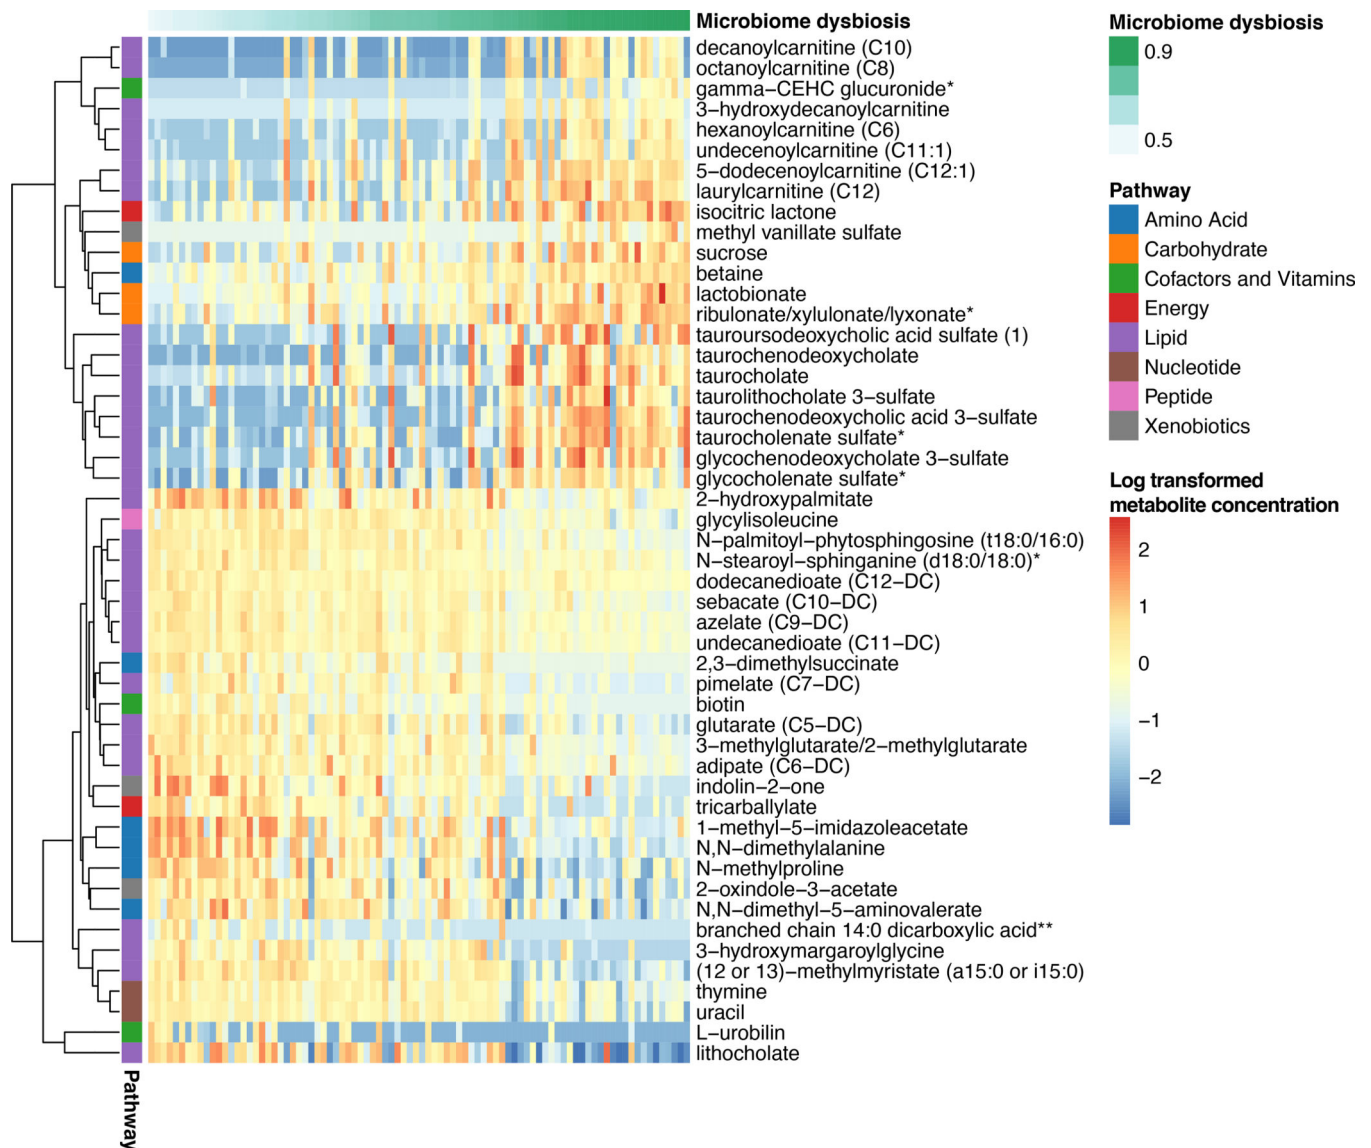 Microbiome dysbiosis
decanoylcarnitine (C10)
octanoylcarnitine (C8)
gamma−CEHC glucuronide*
3−hydroxydecanoylcarnitine
hexanoylcarnitine (C6)
undecenoylcarnitine (C11:1)
5−dodecenoylcarnitine (C12:1)
laurylcarnitine (C12)
isocitric lactone
methyl vanillate sulfate
sucrose
betaine
lactobionate
ribulonate/xylulonate/lyxonate*
tauroursodeoxycholic acid sulfate (1)
taurochenodeoxycholate
taurocholate
taurolithocholate 3−sulfate
taurochenodeoxycholic acid 3−sulfate
taurocholenate sulfate*
glycochenodeoxycholate 3−sulfate
glycocholenate sulfate*
2−hydroxypalmitate
glycylisoleucine
N−palmitoyl−phytosphingosine (t18:0/16:0)
N−stearoyl−sphinganine (d18:0/18:0)*
dodecanedioate (C12−DC)
sebacate (C10−DC)
azelate (C9−DC)
undecanedioate (C11−DC)
2,3−dimethylsuccinate
pimelate (C7−DC)
biotin
glutarate (C5−DC)
3−methylglutarate/2−methylglutarate
adipate (C6−DC)
indolin−2−one
tricarballylate
1−methyl−5−imidazoleacetate
N,N−dimethylalanine
N−methylproline
2−oxindole−3−acetate
N,N−dimethyl−5−aminovalerate
branched chain 14:0 dicarboxylic acid**
3−hydroxymargaroylglycine
(12 or 13)−methylmyristate (a15:0 or i15:0)
thymine
uracil
L−urobilin
lithocholate
Pathway
Microbiome dysbiosis
0.9
0.5
Pathway
Amino Acid
Carbohydrate
Cofactors and Vitamins
Energy
Lipid
Nucleotide
Peptide
Xenobiotics
Log transformed
metabolite concentration
2
1
0
−1
−2